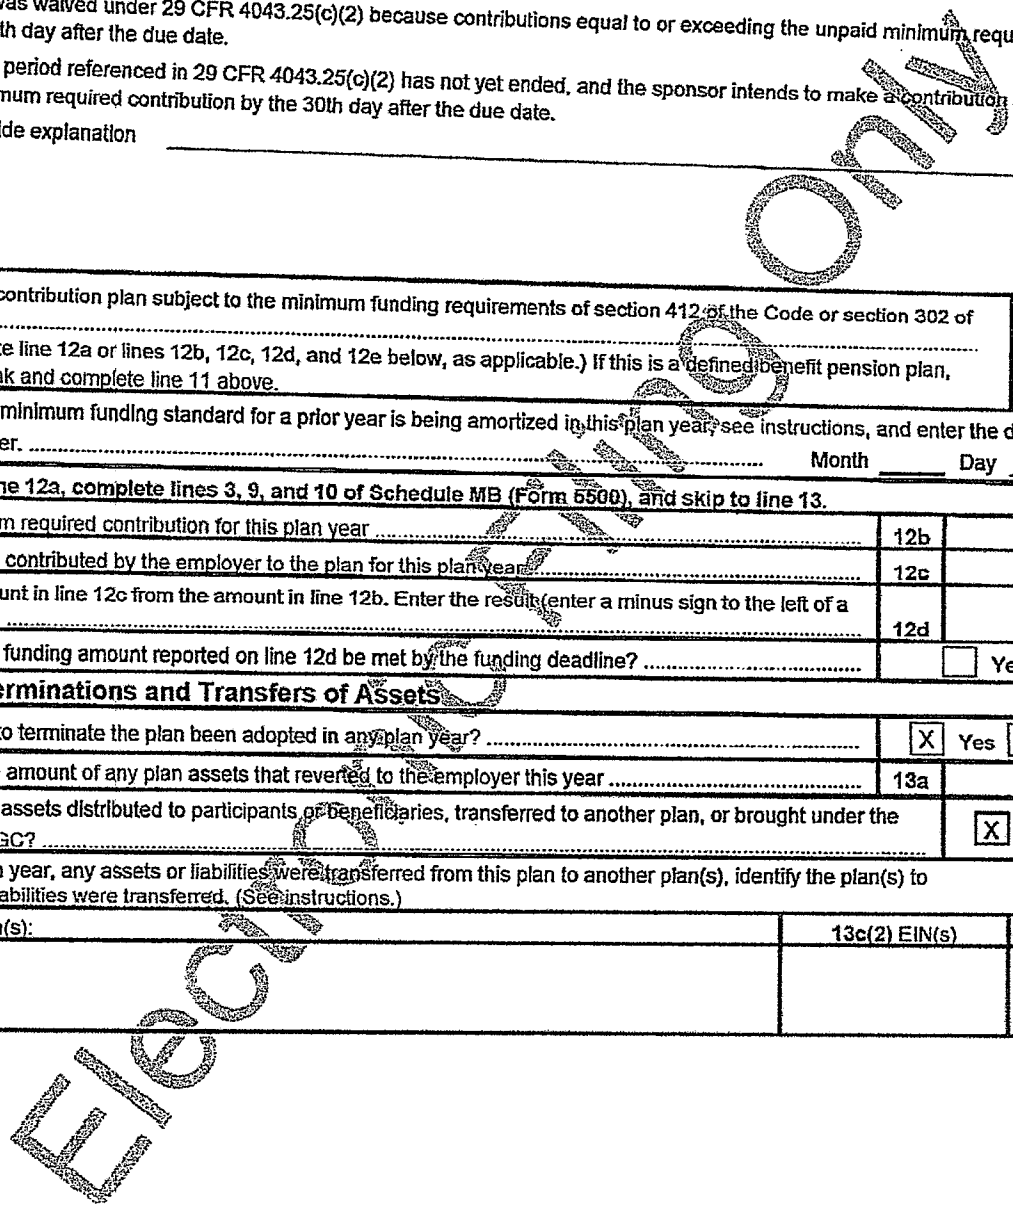 was waived under 29 CFR 4043.25(c)(2) because contributions equal to or exceeding the unpaid minimum requ
th day after the due date.
period referenced in 29 CFR 4043.25(c)(2) has not yet ended, and the sponsor intends to make a contribution
mum required contribution by the 30th day after the due date.
ide explanation
contribution plan subject to the minimum funding requirements of section 412 of the Code or section 302 of
te line 12a or lines 12b, 12c, 12d, and 12e below, as applicable.) If this is a defined benefit pension plan,
nk and complete line 11 above.
minimum funding standard for a prior year is being amortized in this plan year, see instructions, and enter the d
er. Month ____ Day
ne 12a, complete lines 3, 9, and 10 of Schedule MB (Form 5500), and skip to line 13.
m required contribution for this plan year 12b
contributed by the employer to the plan for this plan year 12c
unt in line 12c from the amount in line 12b. Enter the result (enter a minus sign to the left of a
12d
funding amount reported on line 12d be met by the funding deadline? Ye
erminations and Transfers of Assets
to terminate the plan been adopted in any plan year? X Yes
amount of any plan assets that reverted to the employer this year 13a
assets distributed to participants or beneficiaries, transferred to another plan, or brought under the
GC? X
n year, any assets or liabilities were transferred from this plan to another plan(s), identify the plan(s) to
abilities were transferred. (See instructions.)
n(s): 13c(2) EIN(s)
Electronic Filing Only